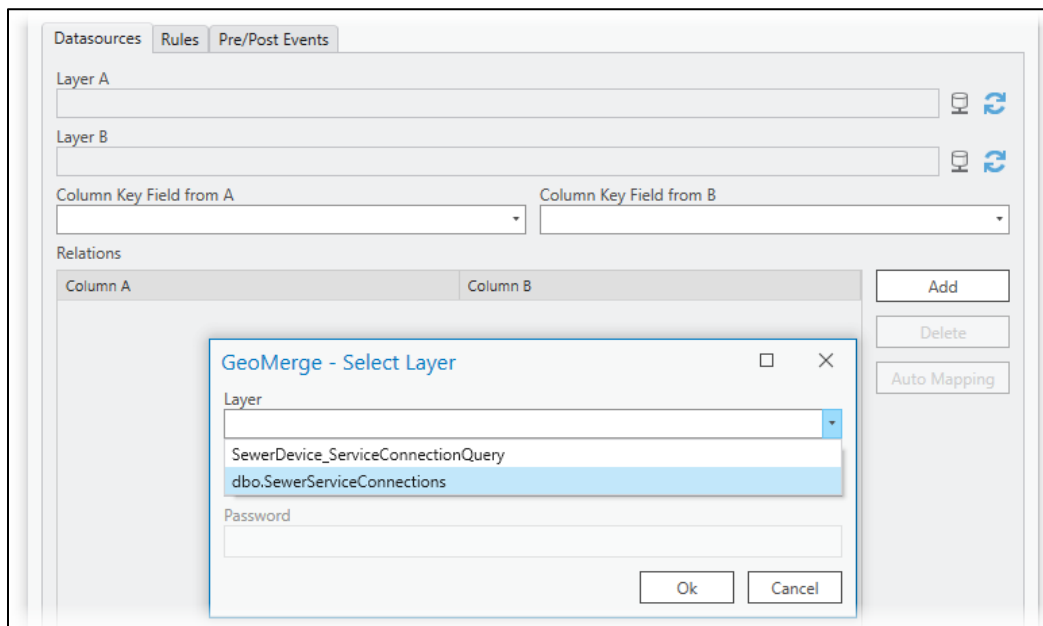 Datasources Rules Pre/Post Events
Layer A
Layer B
Column Key Field from A Column Key Field from B
Relations
Column A Column B Add
Delete
Auto Mapping
GeoMerge - Select Layer
Layer
SewerDevice_ServiceConnectionQuery
dbo.SewerServiceConnections
Password
Ok Cancel